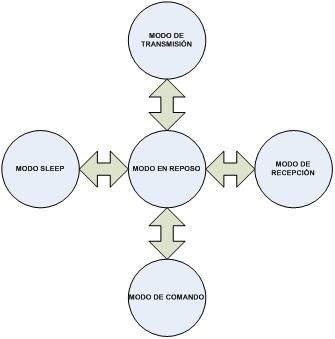 MODO DE
TRANSMISIÓN
MODO SLEEP
MODO EN REPOSO
MODO DE
RECEPCIÓN
MODO DE COMANDO